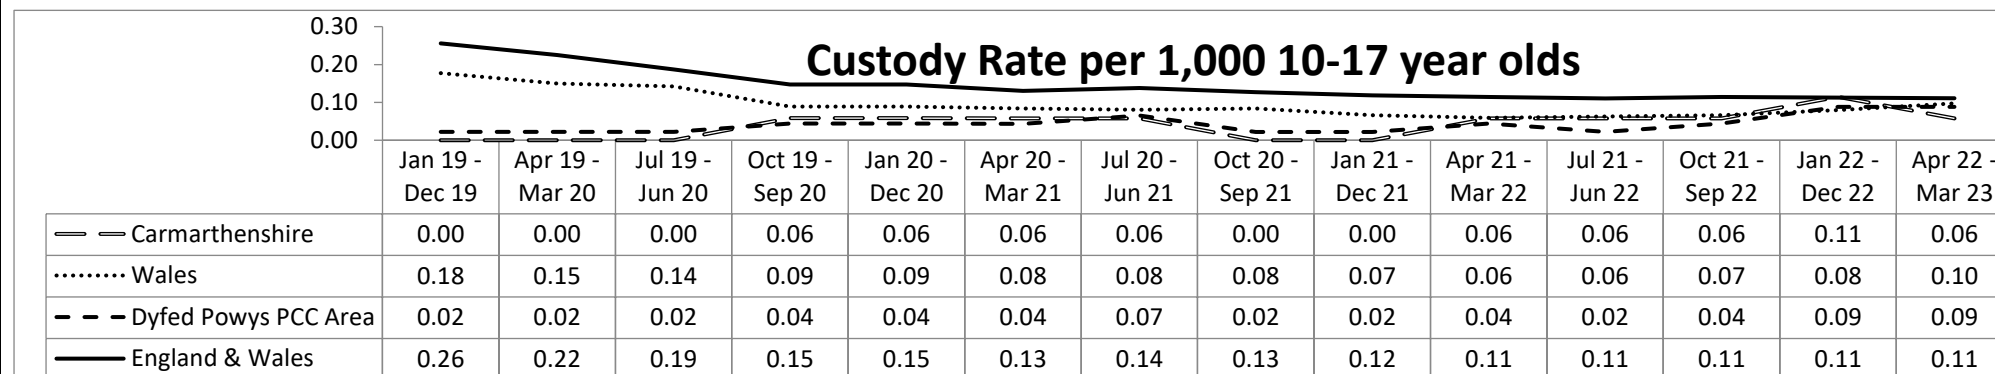 Custody Rate per 1,000 10-17 year olds
0.30
0.20
0.10
0.00
Jan 19 - Dec 19 Apr 19 - Mar 20 Jul 19 - Jun 20 Oct 19 - Sep 20 Jan 20 - Dec 20 Apr 20 - Mar 21 Jul 20 - Jun 21 Oct 20 - Sep 21 Jan 21 - Dec 21 Apr 21 - Mar 22 Jul 21 - Jun 22 Oct 21 - Sep 22 Jan 22 - Dec 22 Apr 22 - Mar 23
Carmarthenshire 0.00 0.00 0.00 0.06 0.06 0.06 0.06 0.00 0.00 0.06 0.06 0.06 0.11 0.06
Wales 0.18 0.15 0.14 0.09 0.09 0.08 0.08 0.08 0.07 0.06 0.06 0.07 0.08 0.10
Dyfed Powys PCC Area 0.02 0.02 0.02 0.04 0.04 0.04 0.07 0.02 0.02 0.04 0.02 0.04 0.09 0.09
England & Wales 0.26 0.22 0.19 0.15 0.15 0.13 0.14 0.13 0.12 0.11 0.11 0.11 0.11 0.11